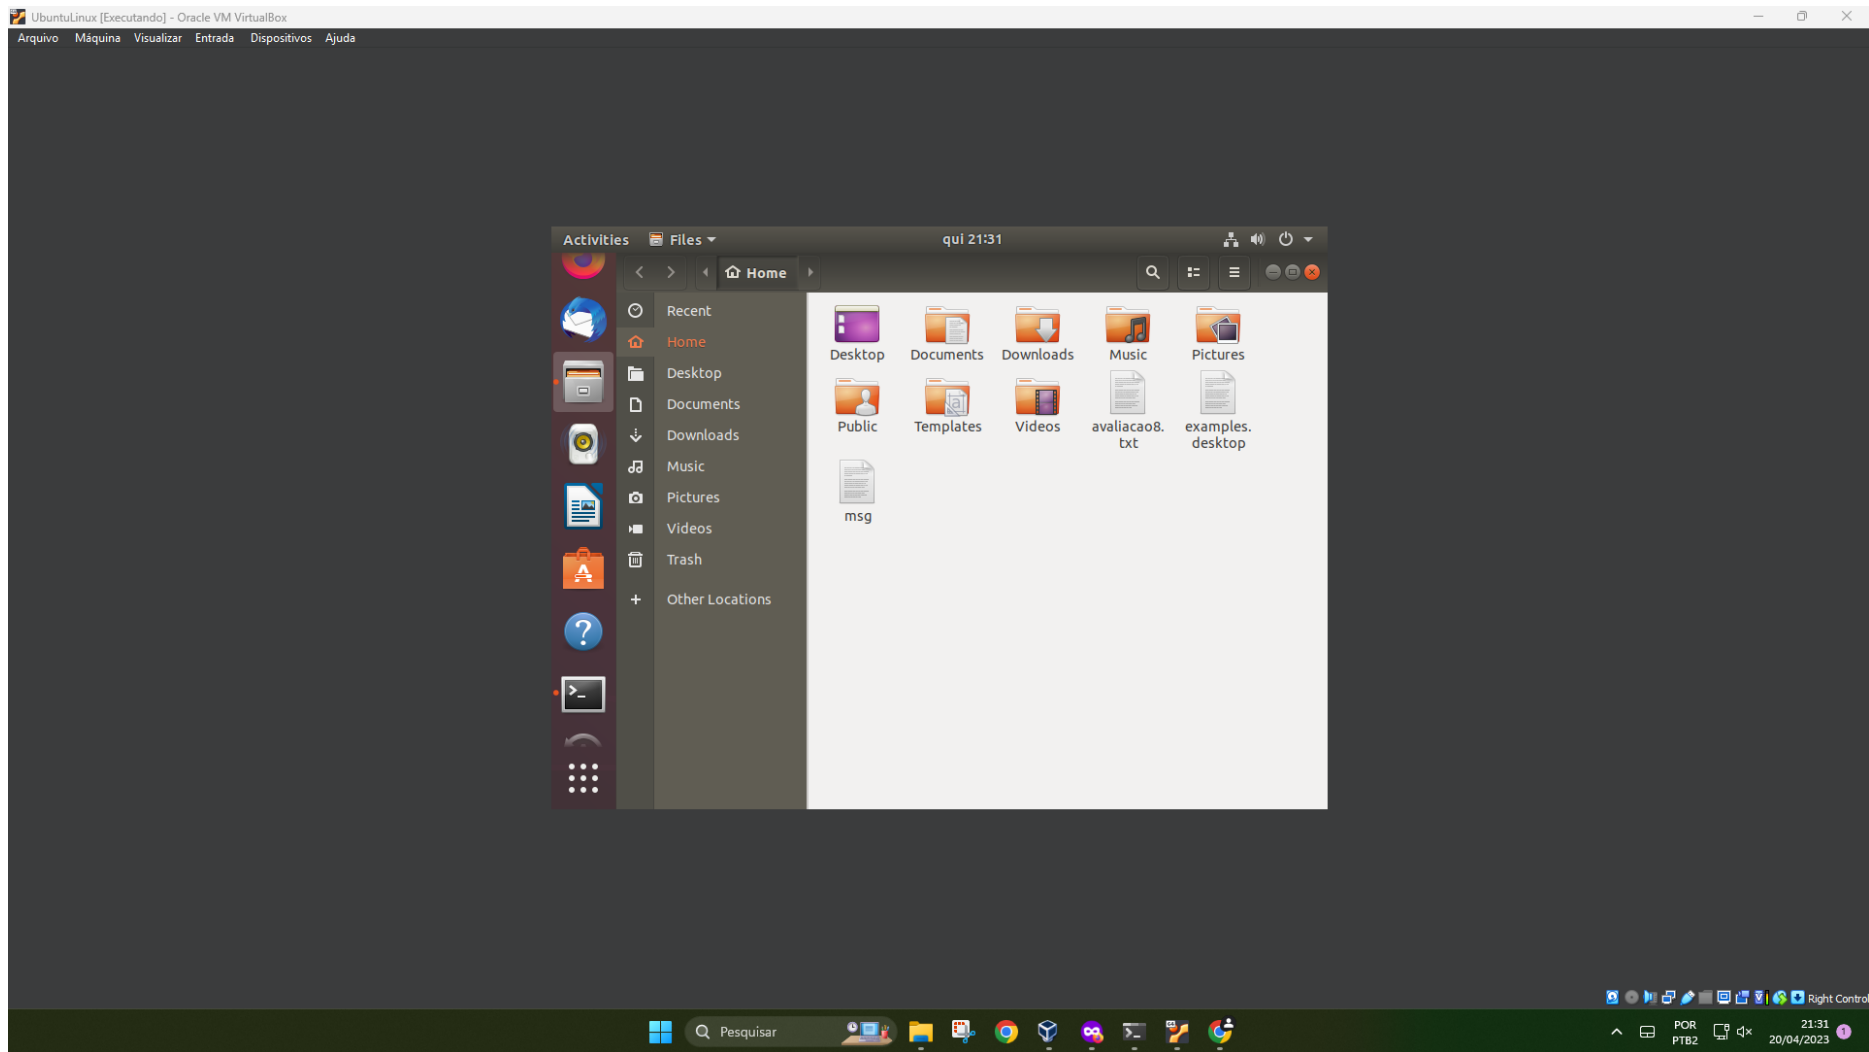 UbuntuLinux [Executando] - Oracle VM VirtualBox
Arquivo Máquina Visualizar Entrada Dispositivos Ajuda
Activities Files qui 21:31
Home
Recent
Home
Desktop
Documents
Downloads
Music
Pictures
Videos
Trash
Other Locations
Desktop Documents Downloads Music Pictures
Public Templates Videos avaliacao8. examples.
txt desktop
msg
Right Control
Pesquisar
POR 21:31
PTB2 20/04/2023 1